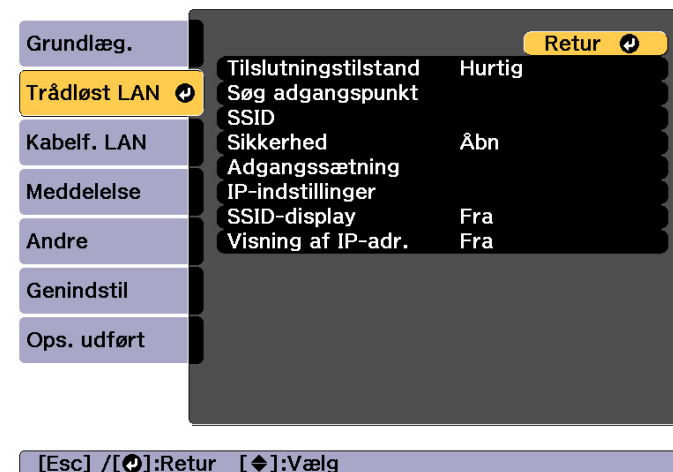 Grundlæg.
Trådløst LAN
Kabelf. LAN
Meddelelse
Andre
Genindstil
Ops. udført
Retur
Tilslutningstilstand Hurtig
Søg adgangspunkt
SSID
Sikkerhed Åbn
Adgangssætning
IP-indstillinger
SSID-display Fra
Visning af IP-adr. Fra
[Esc] /[↵]:Retur [◆]:Vælg